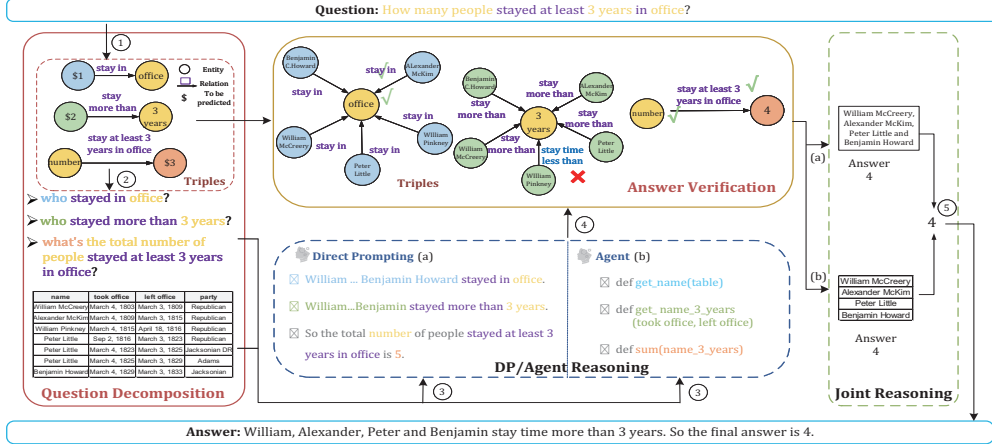 Question: How many people stayed at least 3 years in office?
1
$1
stay in
office
Entity
Relation
To be
predicted
$
$2
stay
more than
3
years
stay at least 3
years in office
number
$3
2
Triples
who stayed in office?
who stayed more than 3 years?
what's the total number of
people stayed at least 3 years
in office?
name took office left office party
William McCreery March 4, 1803 March 3, 1809 Republican
Alexander McKim March 4, 1809 March 3, 1815 Republican
William Pinkney March 4, 1815 April 18, 1816 Republican
Peter Little Sep 2, 1816 March 3, 1823 Republican
Peter Little March 4, 1823 March 3, 1825 Jacksonian DR
Peter Little March 4, 1825 March 3, 1829 Adams
Benjamin Howard March 4, 1829 March 3, 1833 Jacksonian
Question Decomposition
Benjamin
C.Howard
stay in
ALexander
McKim
stay in
office
stay in
William
McCreery
stay in
stay in
William
Pinkney
Peter
Little
Triples
Benjamin
C.Howard
stay
more than
Alexander
McKim
stay
more than
3
years
stay
more than
stay
more than
William
McCreery
stay time
less than
Peter
Little
William
Pinkney
stay at least 3
years in office
number
4
Answer Verification
4
Direct Prompting (a)
William ... Benjamin Howard stayed in office.
William...Benjamin stayed more than 3 years.
So the total number of people stayed at least 3
years in office is 5.
Agent (b)
def get_name(table)
def get_ name_3_years
(took office, left office)
def sum(name_3_years)
DP/Agent Reasoning
3
3
(a)
(b)
William McCreery,
Alexander McKim,
Peter Little and
Benjamin Howard
Answer
4
5
4
William McCreery
Alexander McKim
Peter Little
Benjamin Howard
Answer
4
Joint Reasoning
Answer: William, Alexander, Peter and Benjamin stay time more than 3 years. So the final answer is 4.